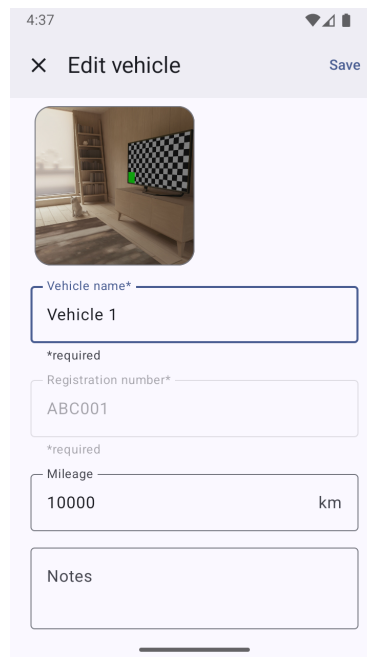 4:37
Edit vehicle
Save
Vehicle name*
Vehicle 1
*required
Registration number*
ABC001
*required
Mileage
10000 km
Notes